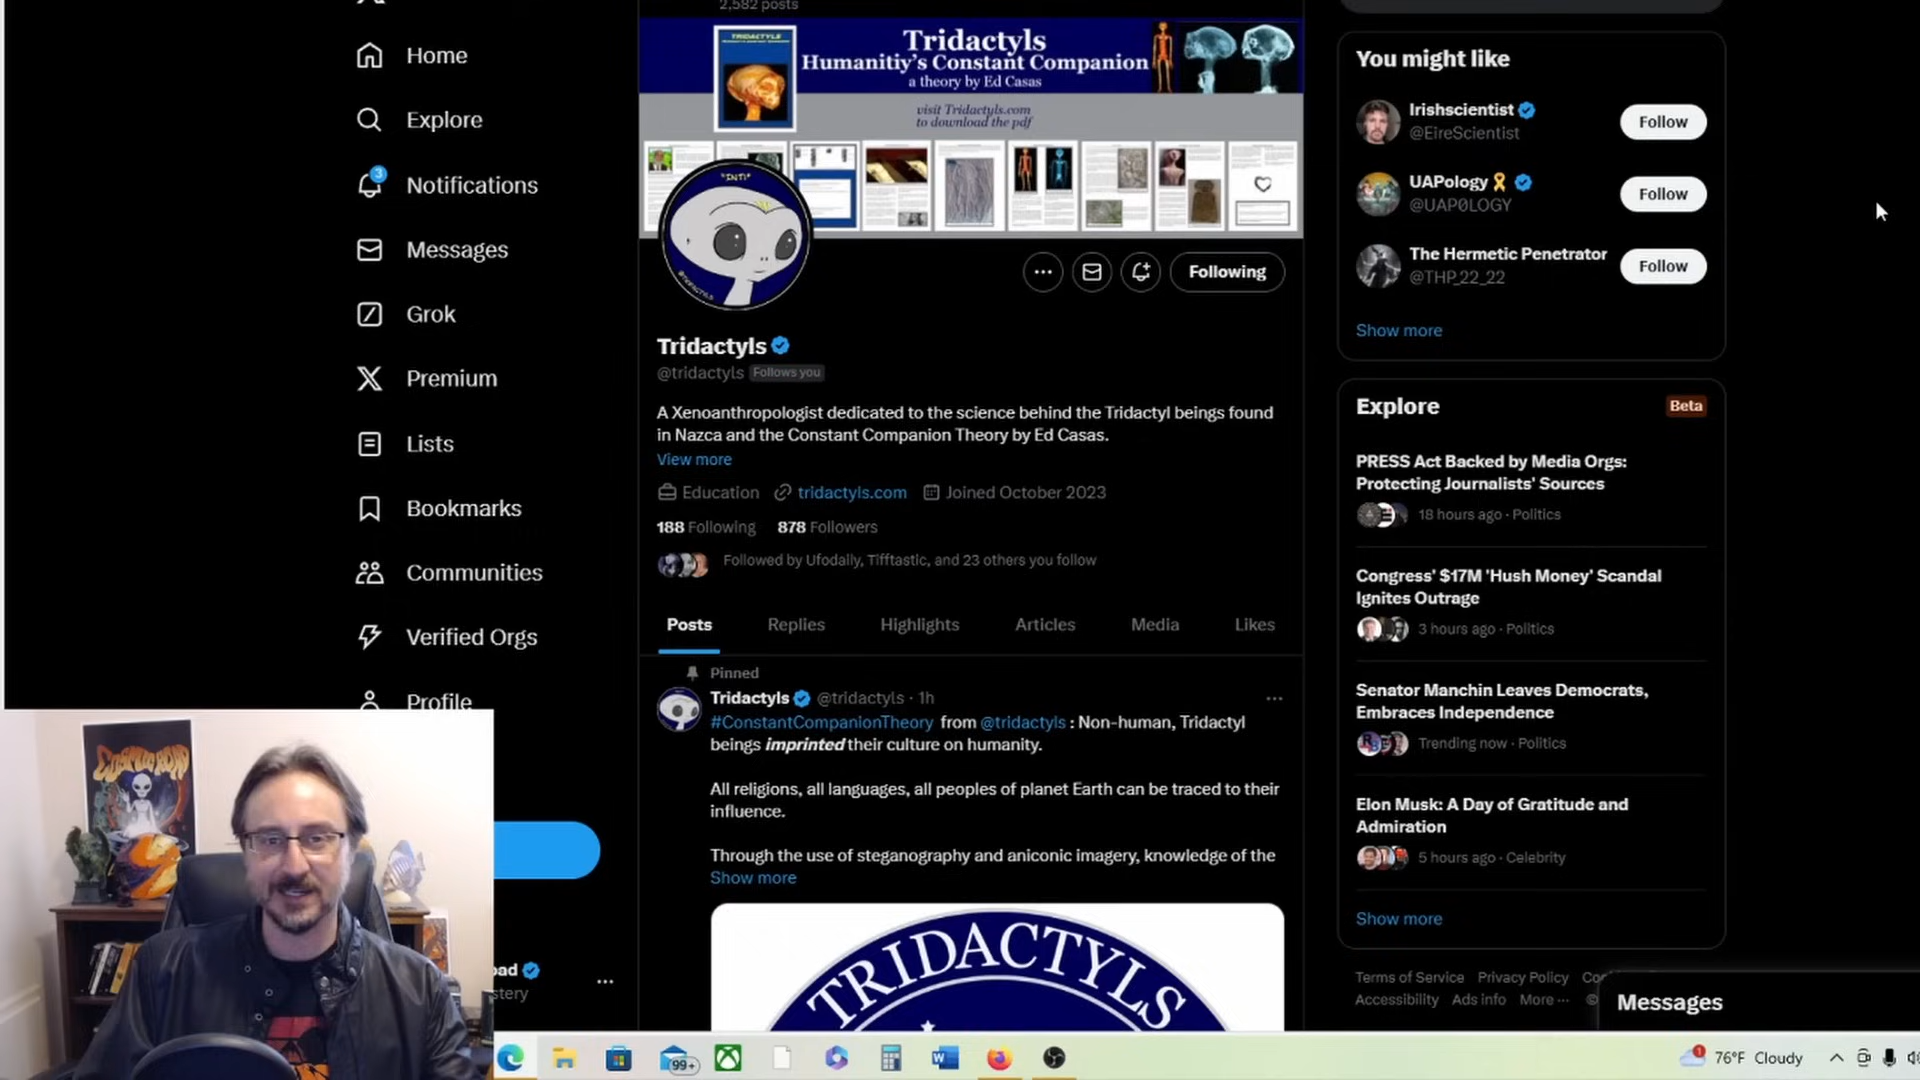 2,582 posts
TRIDACTYLS
Tridactyls
Humanitiy's Constant Companion
a theory by Ed Casas
visit Tridactyls.com
to download the pdf
"INTI"
@TRIDACTYLS
Home
Explore
3
Notifications
Messages
Grok
Premium
Lists
Bookmarks
Communities
Verified Orgs
Profile
Following
Tridactyls
@tridactyls Follows you
A Xenoanthropologist dedicated to the science behind the Tridactyl beings found
in Nazca and the Constant Companion Theory by Ed Casas.
View more
Education tridactyls.com Joined October 2023
188 Following 878 Followers
Followed by Ufodaily, Tifftastic, and 23 others you follow
Posts Replies Highlights Articles Media Likes
Pinned
Tridactyls @tridactyls · 1h
#ConstantCompanionTheory from @tridactyls : Non-human, Tridactyl
beings imprinted their culture on humanity.
All religions, all languages, all peoples of planet Earth can be traced to their
influence.
Through the use of steganography and aniconic imagery, knowledge of the
Show more
TRIDACTYLS
You might like
Irishscientist
@EireScientist
Follow
UAPology
@UAP0LOGY
Follow
The Hermetic Penetrator
@THP_22_22
Follow
Show more
Explore Beta
PRESS Act Backed by Media Orgs:
Protecting Journalists' Sources
18 hours ago · Politics
Congress' $17M 'Hush Money' Scandal
Ignites Outrage
3 hours ago · Politics
Senator Manchin Leaves Democrats,
Embraces Independence
Trending now · Politics
Elon Musk: A Day of Gratitude and
Admiration
5 hours ago · Celebrity
Show more
Terms of Service Privacy Policy
Accessibility Ads info More ··· ©
Messages
COSMIC BOW
oad
stery
99+
1
76°F Cloudy